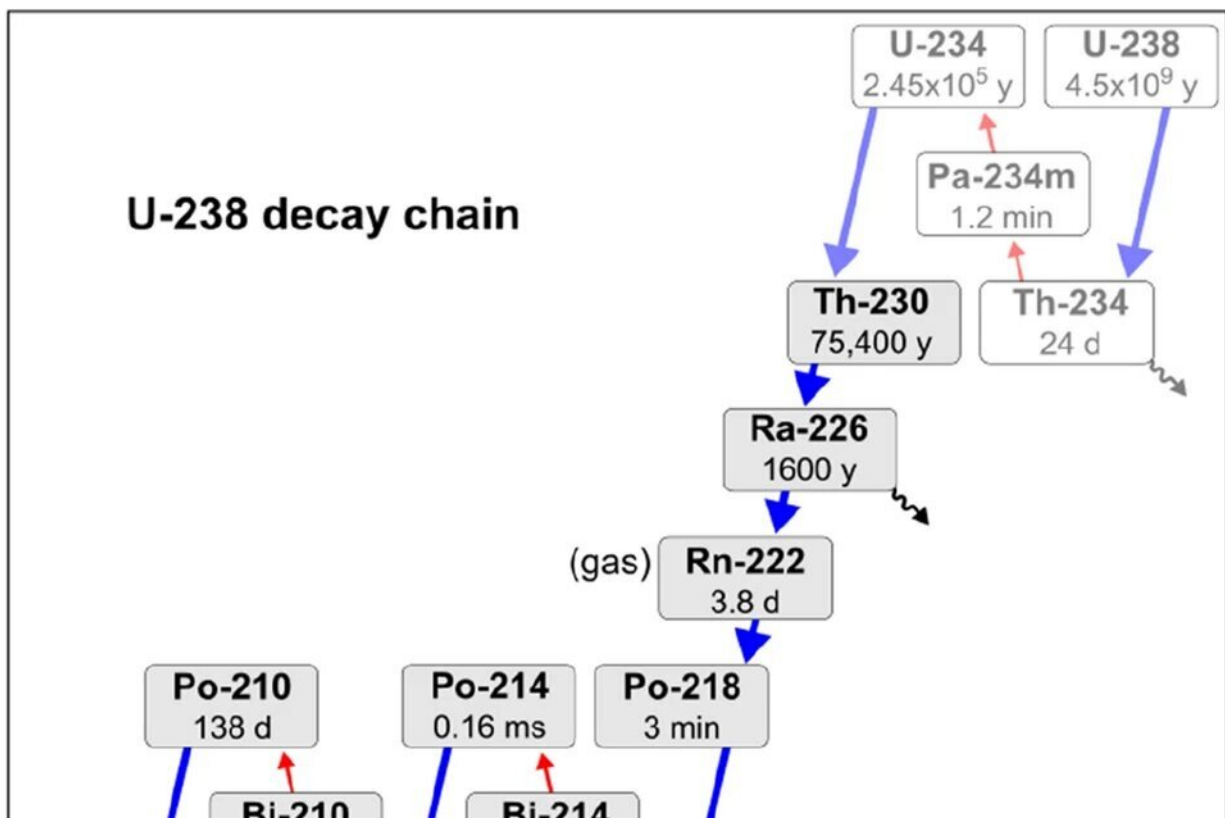 U-234
2.45x10⁵ y
U-238
4.5x10⁹ y
Pa-234m
1.2 min
U-238 decay chain
Th-230
75,400 y
Th-234
24 d
Ra-226
1600 y
(gas)
Rn-222
3.8 d
Po-210
138 d
Po-214
0.16 ms
Po-218
3 min
Bi-210
Bi-214